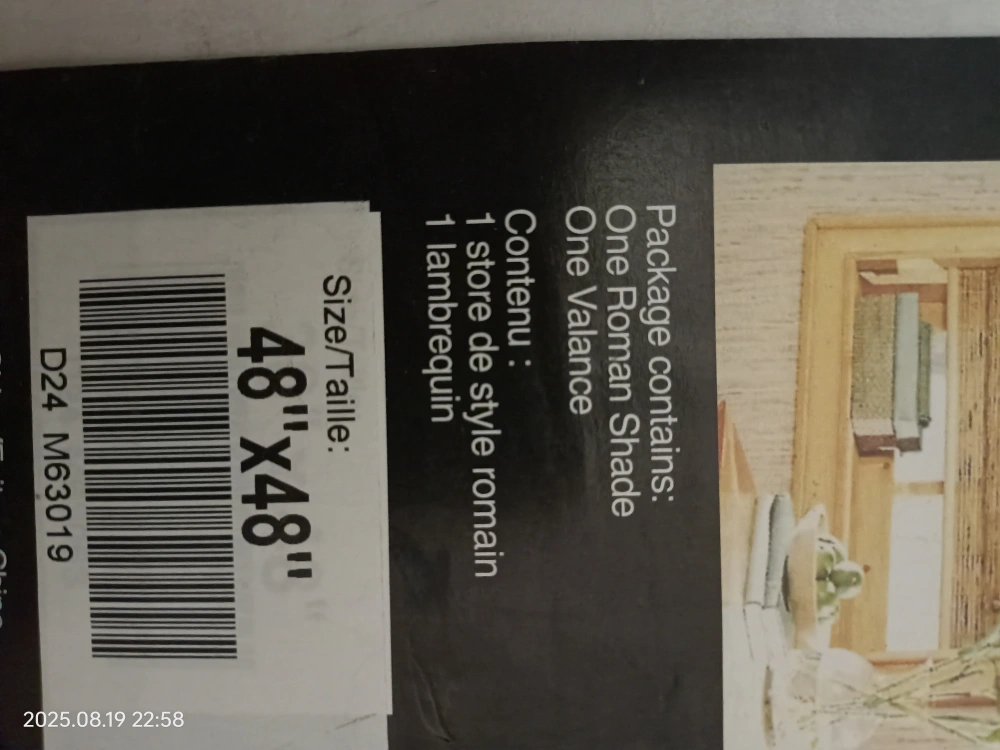 Package contains:
One Roman Shade
One Valance
Contenu :
1 store de style romain
1 lambrequin
Size/Taille:
48"x48"
D24 M63019
2025.08.19 22:58